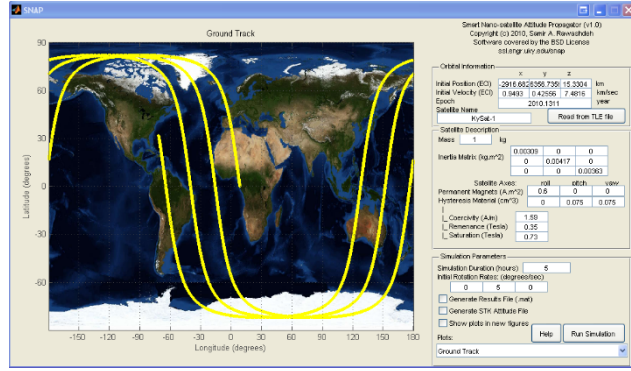 SNAP
Smart Nano-satellite Attitude Propagator (v1.0)
Copyright (c) 2010, Samir A. Rawashdeh
Software covered by the BSD License
ssl.engr.uky.edu/snap
Ground Track
90
60
30
0
-30
-60
-150 -120 -90 -60 -30 0 30 60 90 120 150 180
Latitude (degrees)
Longitude (degrees)
Orbital Information
x y z
Initial Position (ECI) -2916.662 6356.735 15.3304 km
Initial Velocity (ECI) 0.9493 0.42556 7.4816 km/sec
Epoch 2010.1311 year
Satellite Name
KySat-1 Read from TLE file
Satellite Description
Mass 1 kg
Inertia Matrix (kg.m^2)
0.00309 0 0
0 0.00417 0
0 0 0.00363
Satellite Axes: roll pitch yaw
Permanent Magnets (A.m^2) 0.6 0 0
Hysteresis Material (cm^3) 0 0.075 0.075
|
|_ Coercivity (A/m) 1.59
|_ Remenance (Tesla) 0.35
|_ Saturation (Tesla) 0.73
Simulation Parameters
Simulation Duration (hours) 5
Initial Rotation Rates: (degrees/sec)
0 5 0
Generate Results File (.mat)
Generate STK Attitude File
Show plots in new figures
Help Run Simulation
Plots:
Ground Track